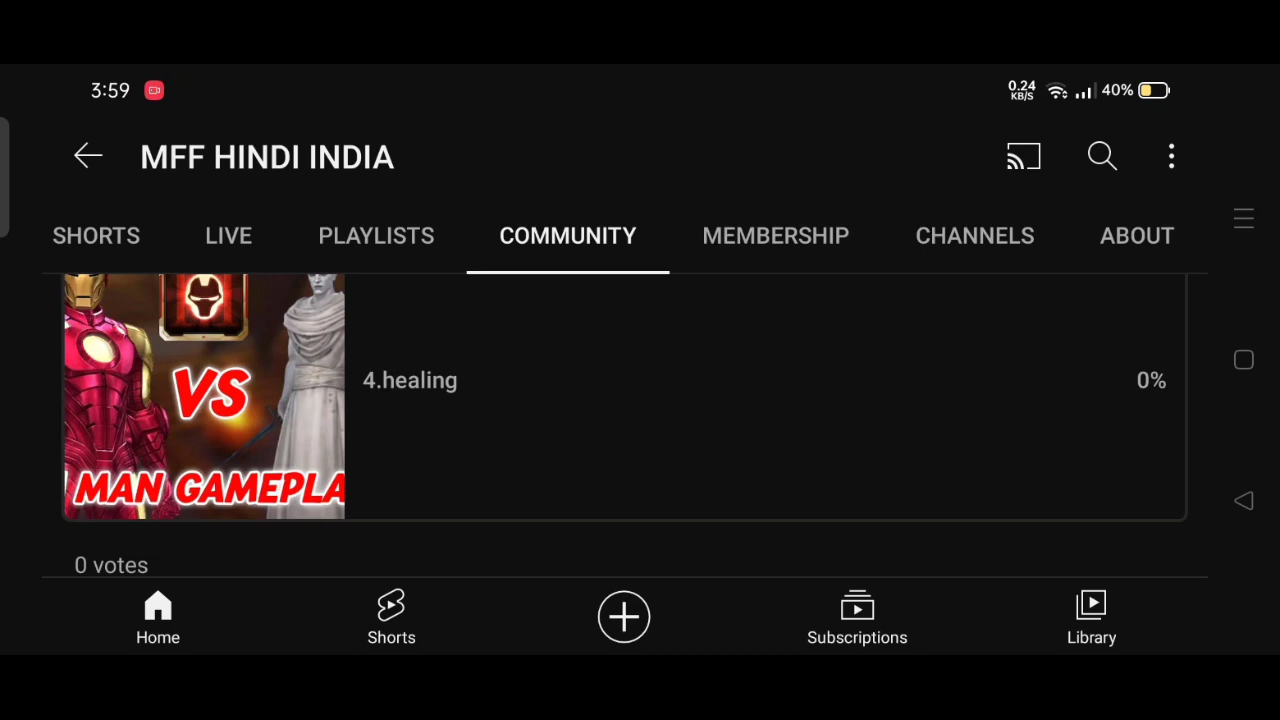 3:59
0.24 KB/S 40%
MFF HINDI INDIA
SHORTS LIVE PLAYLISTS COMMUNITY MEMBERSHIP CHANNELS ABOUT
VS
MAN GAMEPLA
4.healing 0%
0 votes
Home Shorts Subscriptions Library